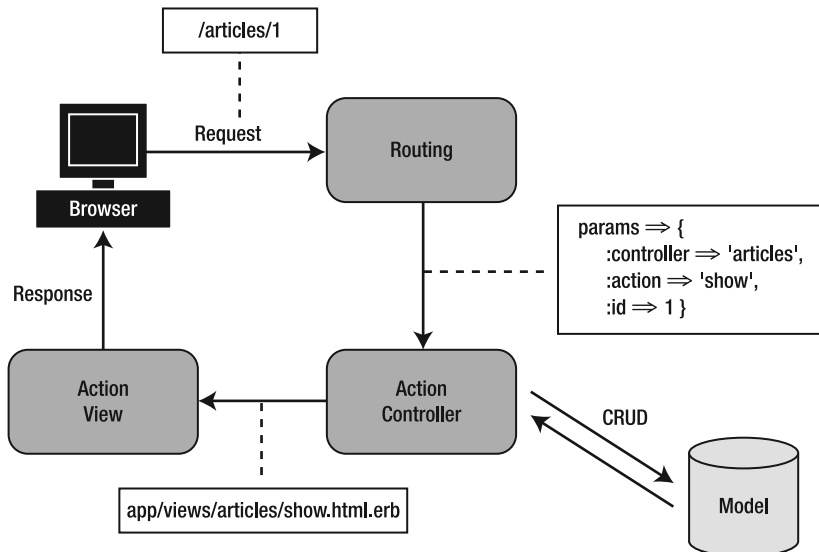 /articles/1
Request
Routing
Browser
params ⇒ {
:controller ⇒ 'articles',
:action ⇒ 'show',
:id ⇒ 1 }
Response
Action
View
Action
Controller
CRUD
Model
app/views/articles/show.html.erb